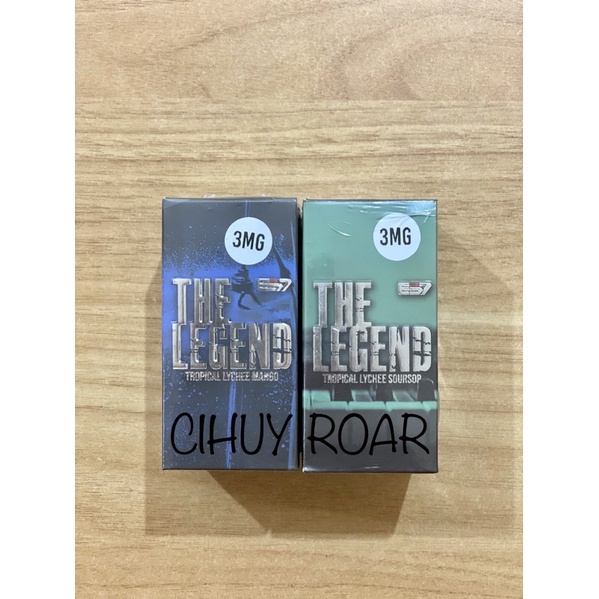 3MG
THE
LEGEND
TROPICAL LYCHEE MANGO
CIHUY
3MG
THE
LEGEND
TROPICAL LYCHEE SOURSOP
ROAR